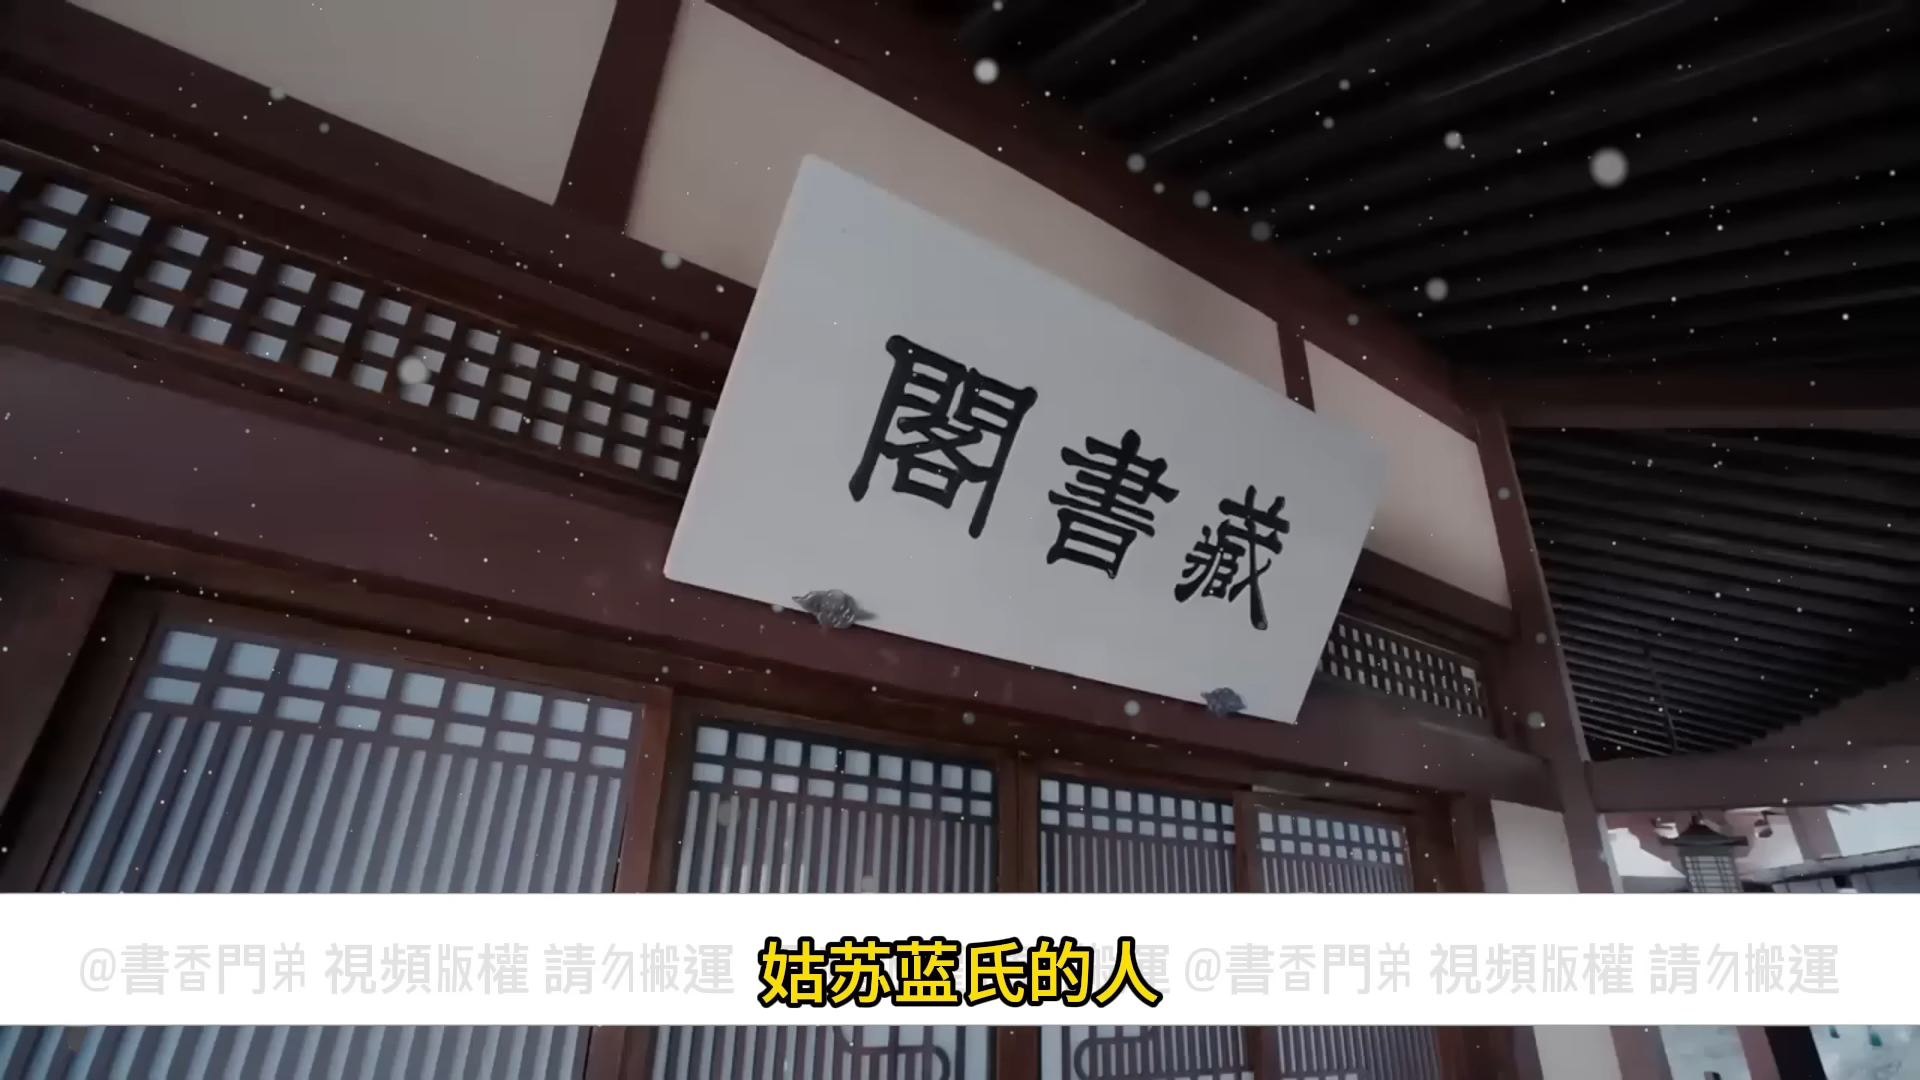 閣書藏
@書香門弟 視頻版權 請勿搬運
姑苏蓝氏的人
運 @書香門弟 視頻版權 請勿搬運